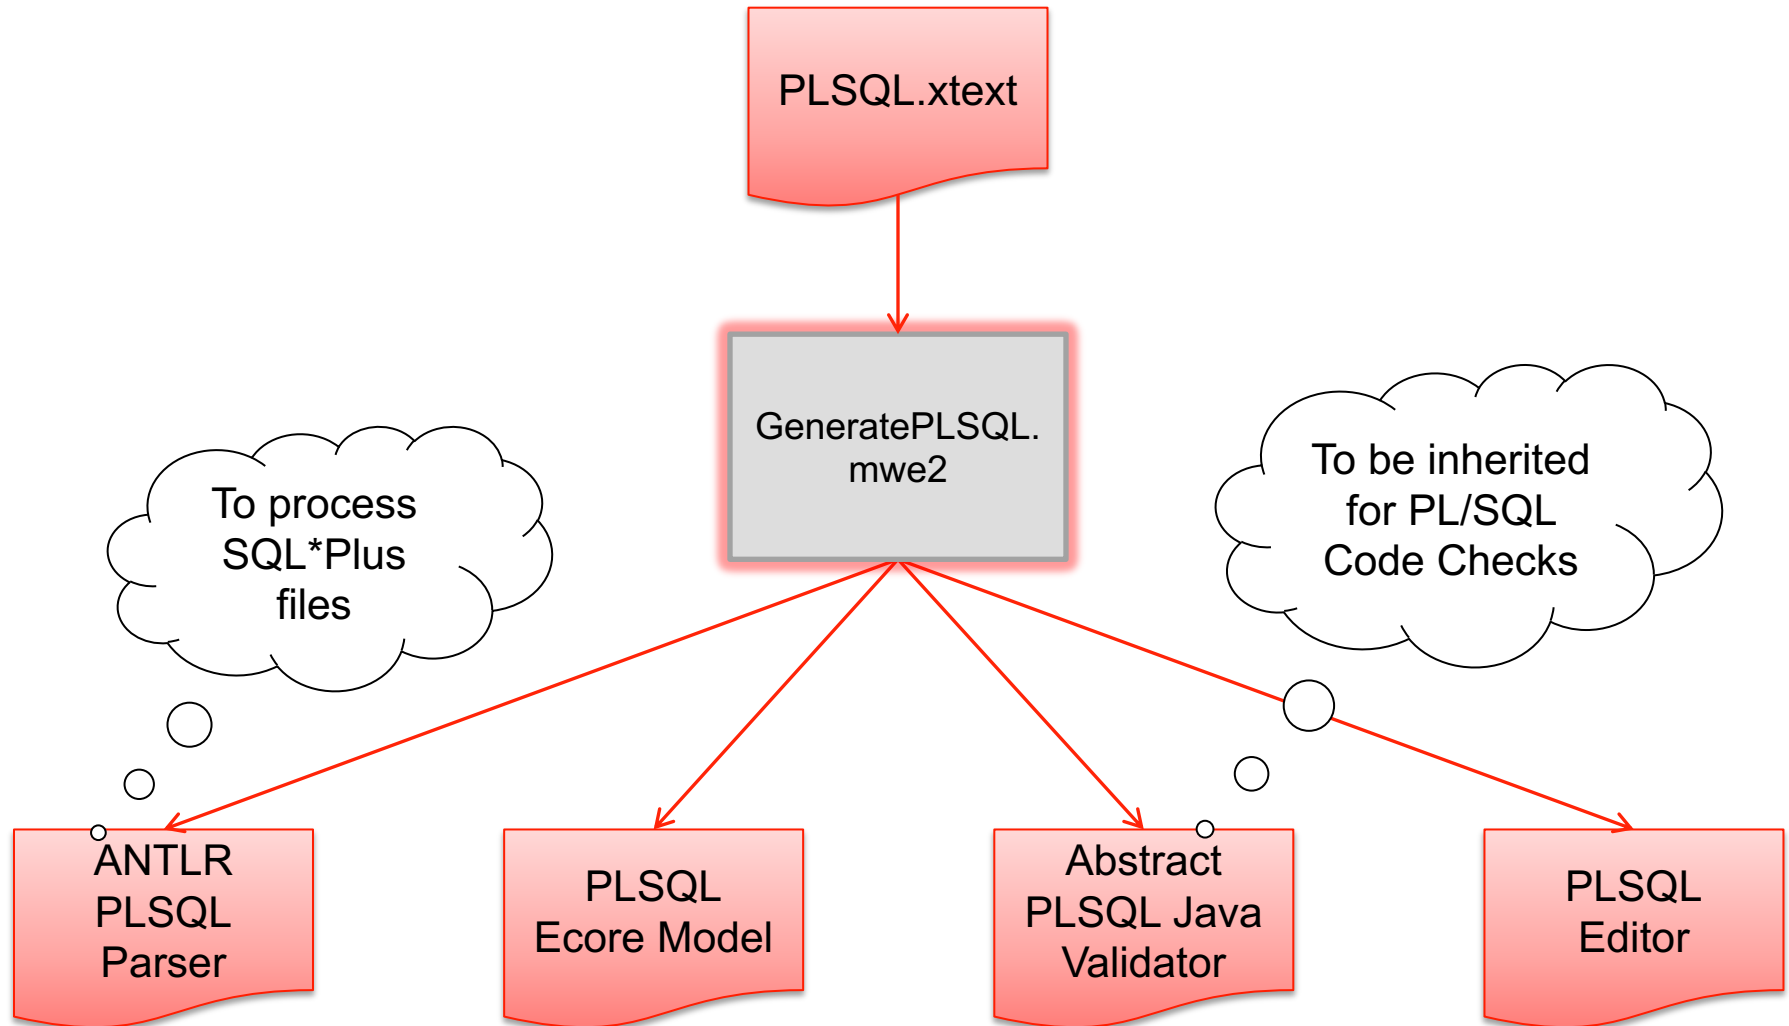 PLSQL.xtext
GeneratePLSQL.
mwe2
To process
SQL*Plus
files
To be inherited
for PL/SQL
Code Checks
ANTLR
PLSQL
Parser
PLSQL
Ecore Model
Abstract
PLSQL Java
Validator
PLSQL
Editor